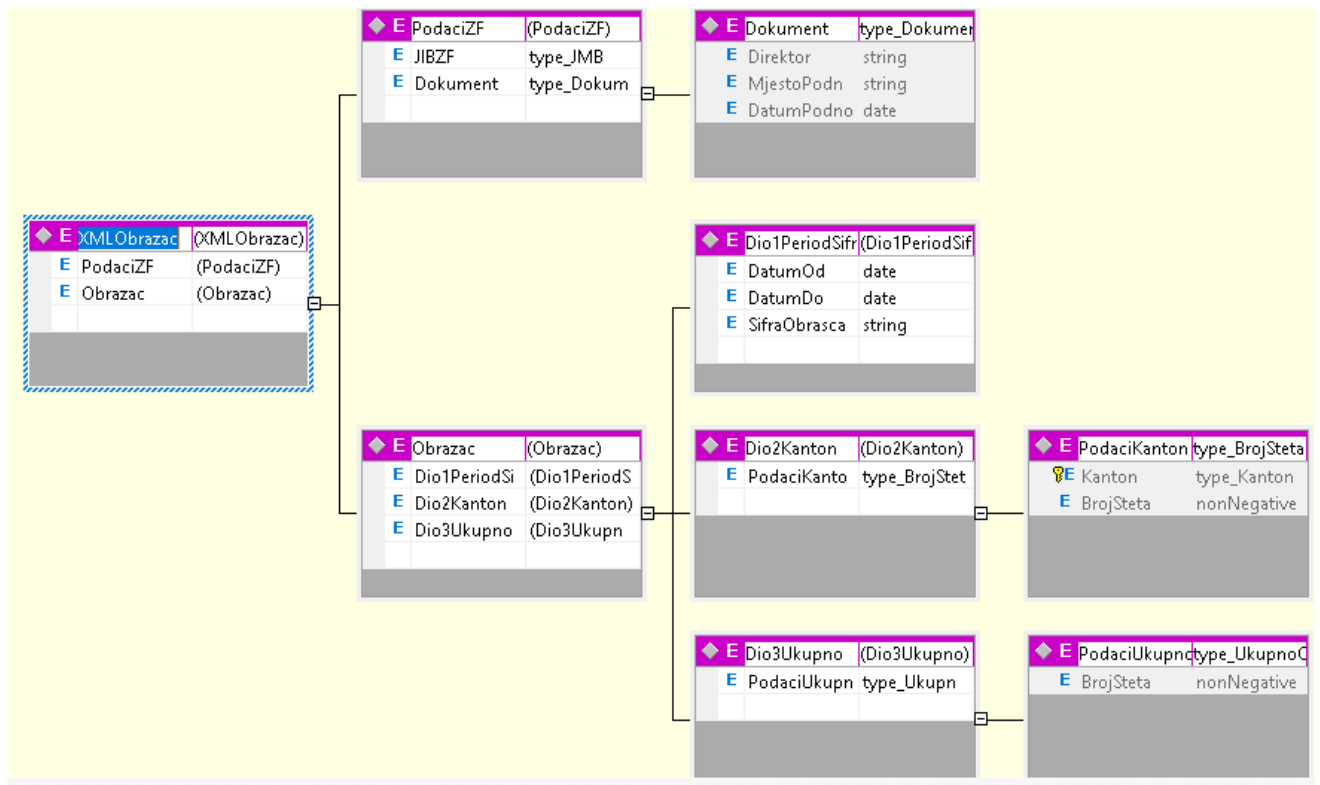 E PodaciZF (PodaciZF)
E JIBZF type_JMB
E Dokument type_Dokum
E Dokument type_Dokumer
E Direktor string
E MjestoPodn string
E DatumPodno date
E XMLObrazac (XMLObrazac)
E PodaciZF (PodaciZF)
E Obrazac (Obrazac)
E Dio1PeriodSifr (Dio1PeriodSif
E DatumOd date
E DatumDo date
E SifraObrasca string
E Obrazac (Obrazac)
E Dio1PeriodSi (Dio1PeriodS
E Dio2Kanton (Dio2Kanton)
E Dio3Ukupno (Dio3Ukupn
E Dio2Kanton (Dio2Kanton)
E PodaciKanto type_BrojStet
E PodaciKanton type_BrojSteta
E Kanton type_Kanton
E BrojSteta nonNegative
E Dio3Ukupno (Dio3Ukupno)
E PodaciUkupn type_Ukupn
E PodaciUkupno type_UkupnoO
E BrojSteta nonNegative